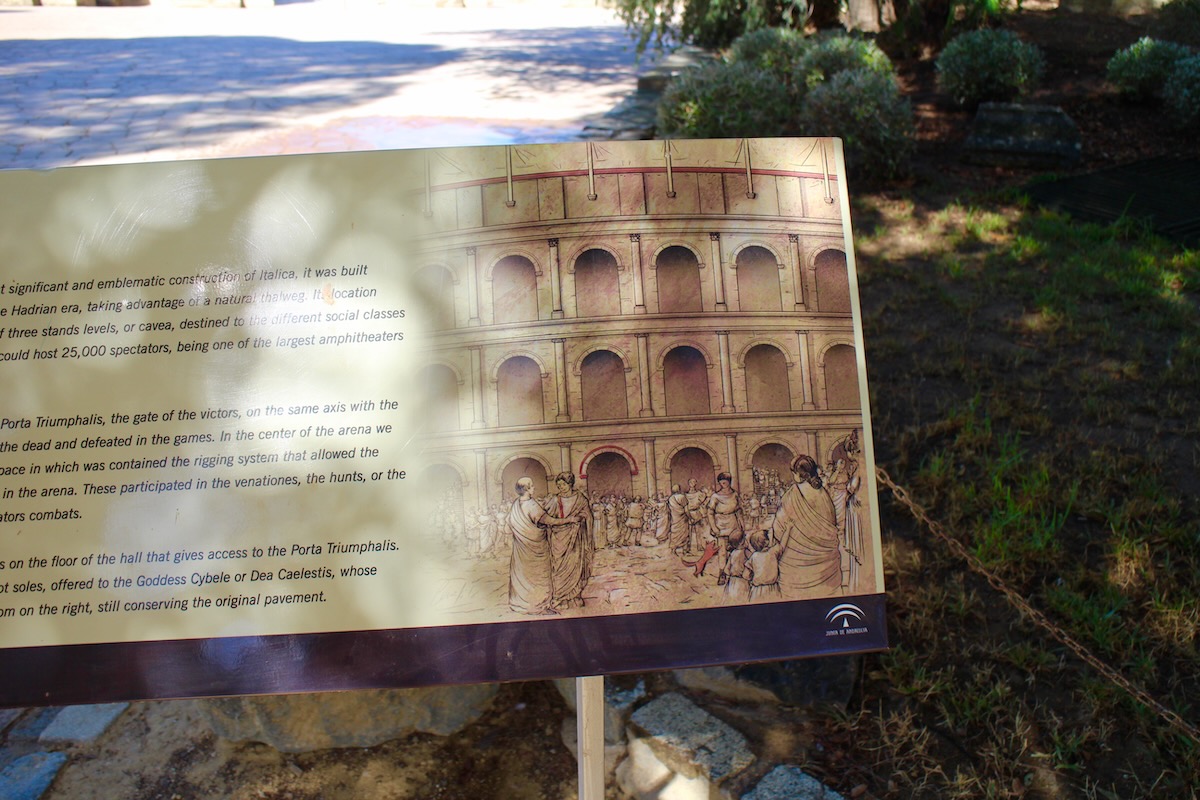 t significant and emblematic construction of Italica, it was built
e Hadrian era, taking advantage of a natural thalweg. Its location
f three stands levels, or cavea, destined to the different social classes
could host 25,000 spectators, being one of the largest amphitheaters
Porta Triumphalis, the gate of the victors, on the same axis with the
the dead and defeated in the games. In the center of the arena we
pace in which was contained the rigging system that allowed the
in the arena. These participated in the venationes, the hunts, or the
ators combats.
s on the floor of the hall that gives access to the Porta Triumphalis.
ot soles, offered to the Goddess Cybele or Dea Caelestis, whose
om on the right, still conserving the original pavement.
JUNTA DE ANDALUCIA